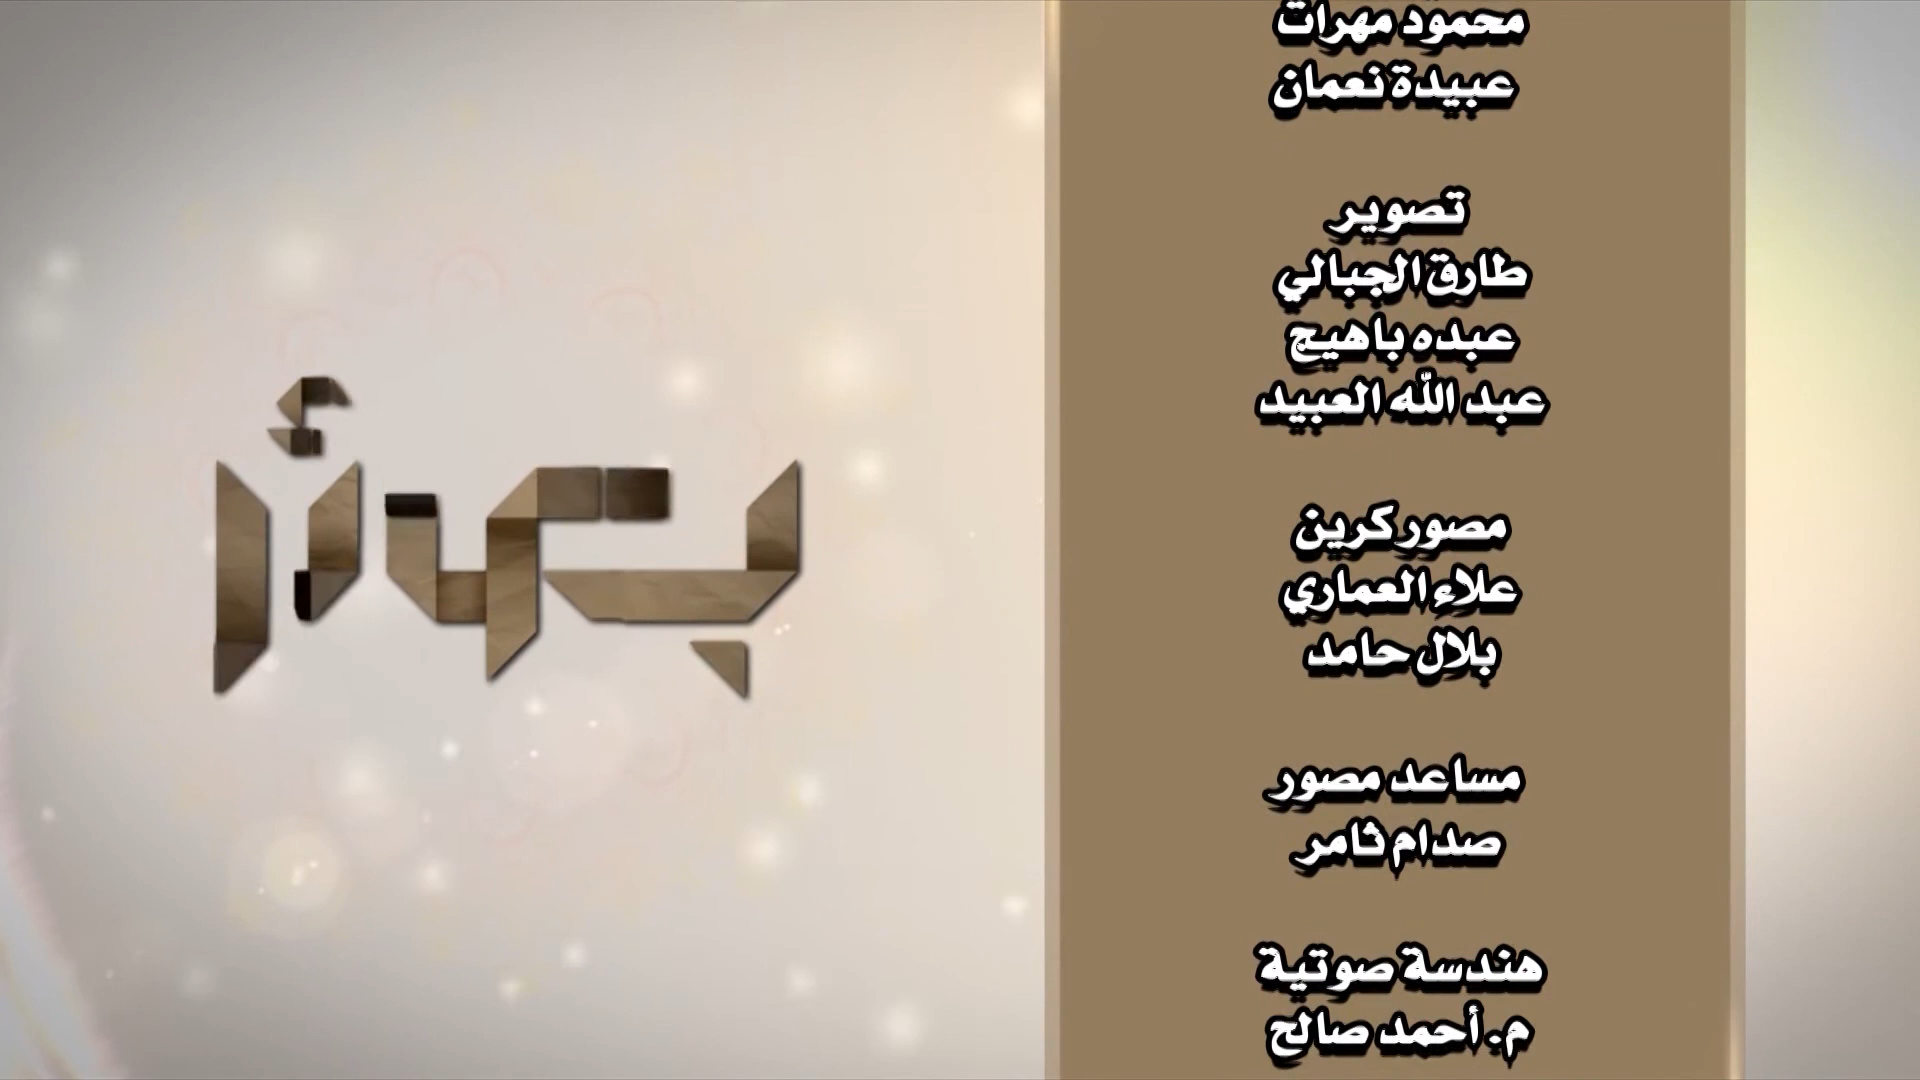 محمود مهرات
عبيدة نعمان
تصوير
طارق الجبالي
عبده باهيج
عبد الله العبيد
مصور كرين
علاء العماري
بلال حامد
مساعد مصور
صدام ثامر
هندسة صوتية
م. أحمد صالح